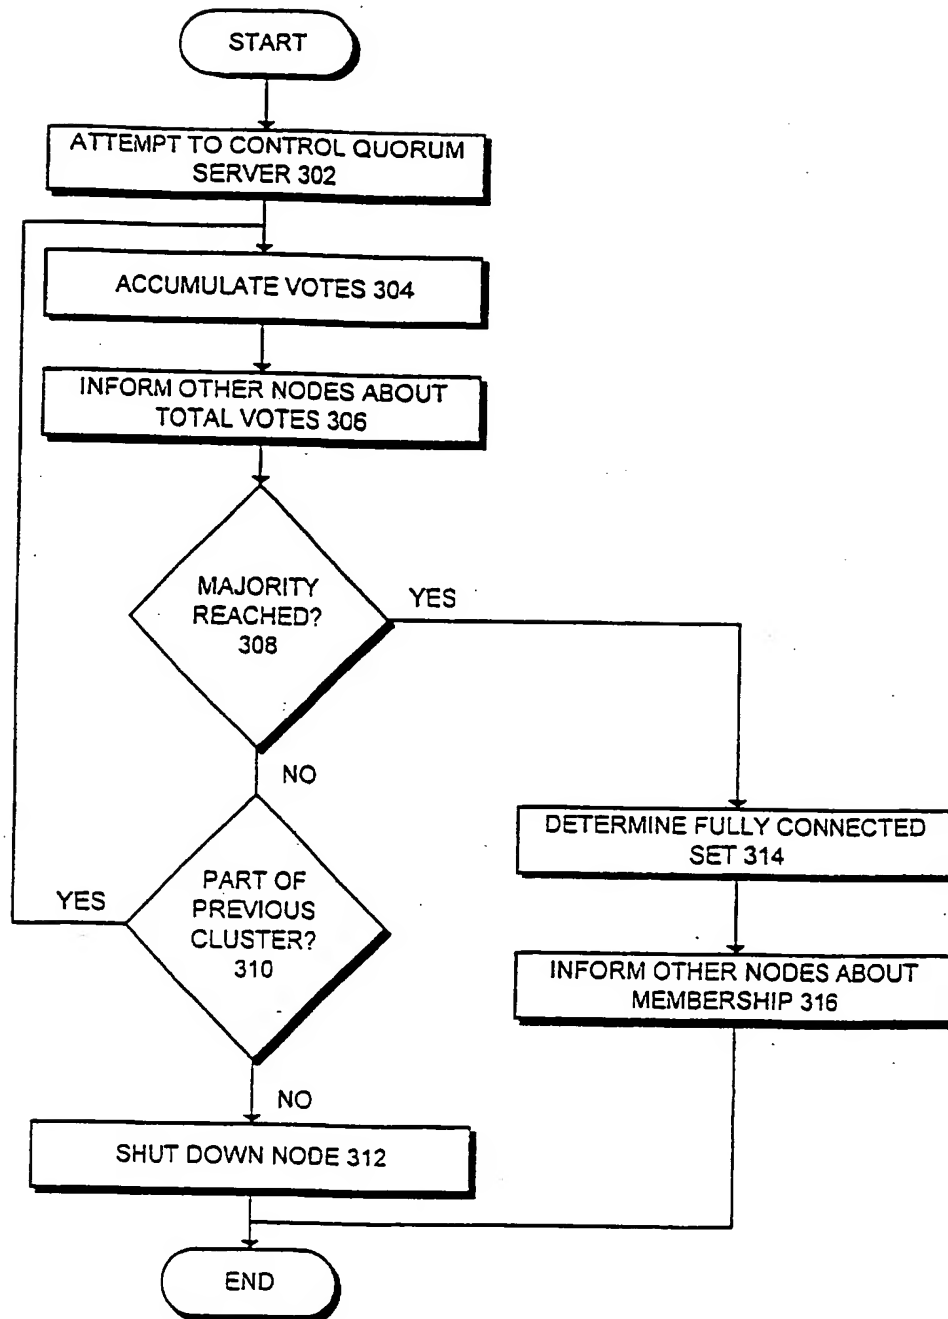 START
ATTEMPT TO CONTROL QUORUM
SERVER 302
ACCUMULATE VOTES 304
INFORM OTHER NODES ABOUT
TOTAL VOTES 306
MAJORITY
REACHED?
308
YES
NO
PART OF
PREVIOUS
CLUSTER?
310
YES
NO
SHUT DOWN NODE 312
DETERMINE FULLY CONNECTED
SET 314
INFORM OTHER NODES ABOUT
MEMBERSHIP 316
END